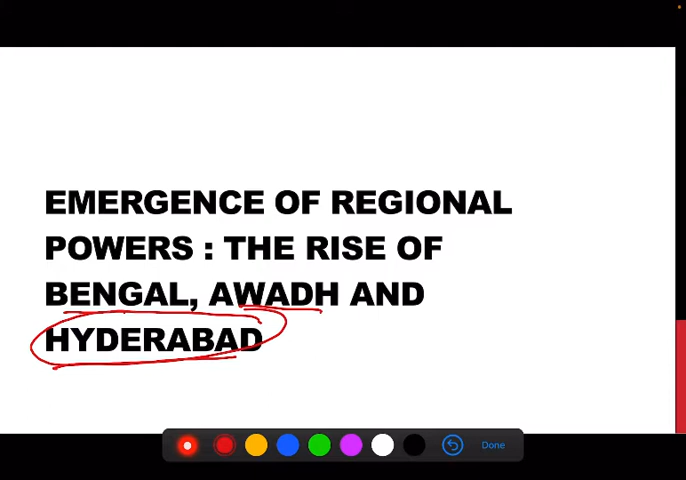 EMERGENCE OF REGIONAL
POWERS : THE RISE OF
BENGAL, AWADH AND
HYDERABAD
Done